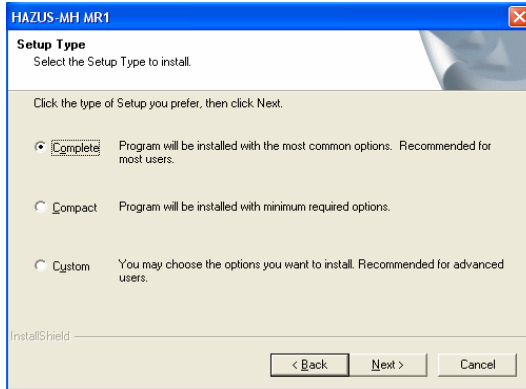 HAZUS-MH MR1
Setup Type
Select the Setup Type to install.
Click the type of Setup you prefer, then click Next.
Complete
Program will be installed with the most common options. Recommended for
most users.
Compact
Program will be installed with minimum required options.
Custom
You may choose the options you want to install. Recommended for advanced
users.
InstallShield
< Back
Next >
Cancel